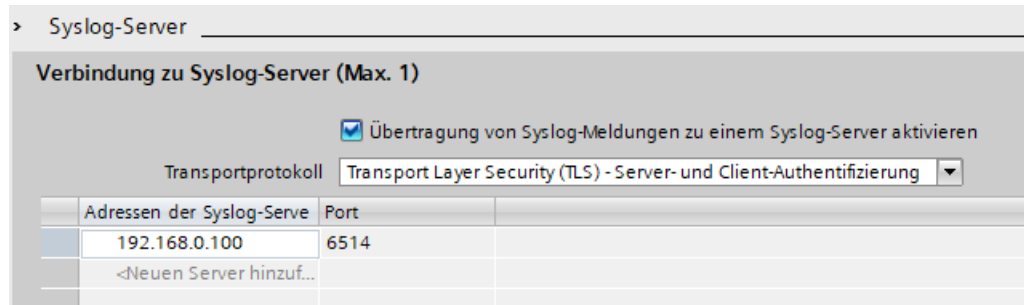 Syslog-Server
Verbindung zu Syslog-Server (Max. 1)
Übertragung von Syslog-Meldungen zu einem Syslog-Server aktivieren
Transportprotokoll Transport Layer Security (TLS) - Server- und Client-Authentifizierung
Adressen der Syslog-Serve Port
192.168.0.100 6514
<Neuen Server hinzuf...